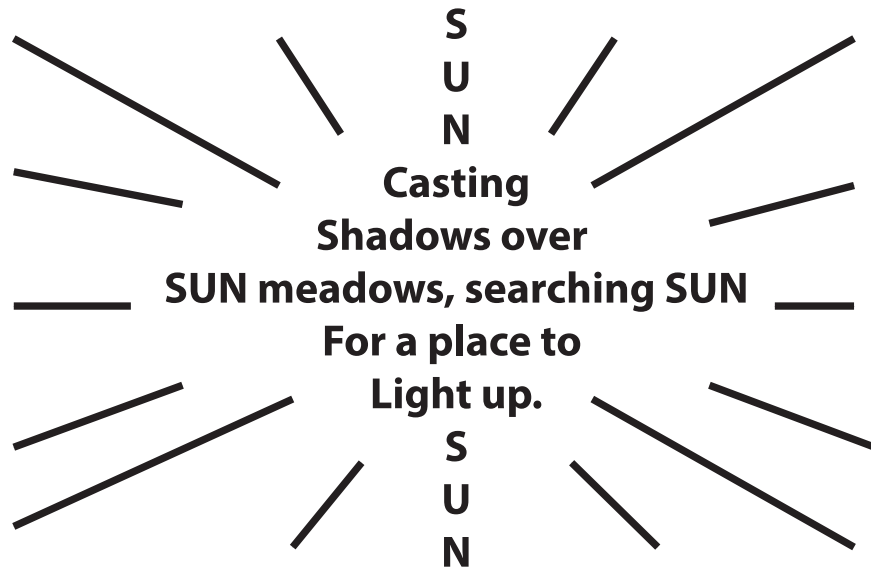 S
U
N
Casting
Shadows over
SUN meadows, searching SUN
For a place to
Light up.
S
U
N